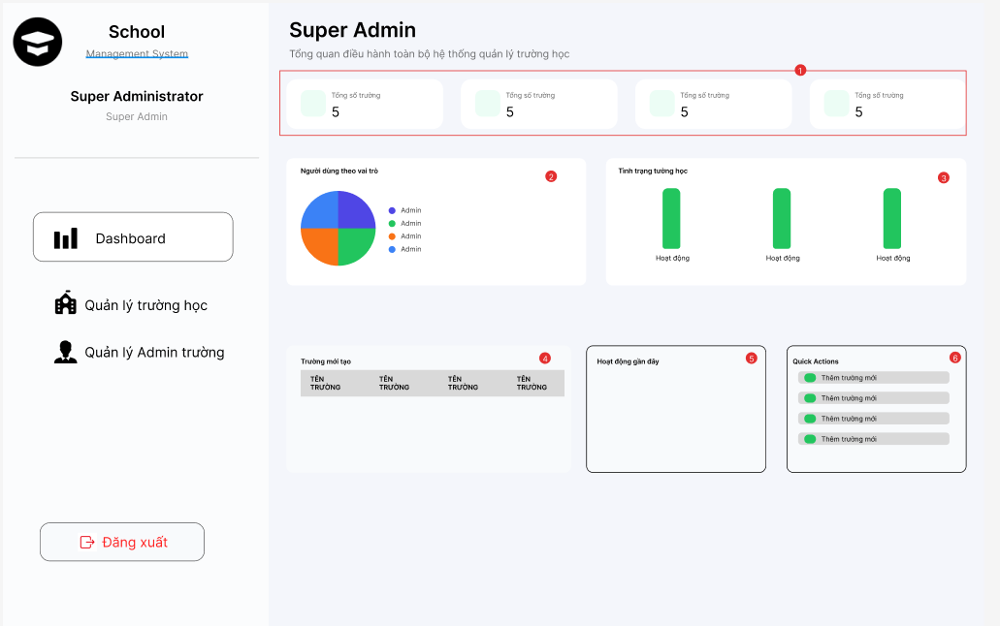 School
Management System
Super Administrator
Super Admin
Dashboard
Quản lý trường học
Quản lý Admin trường
Đăng xuất
Super Admin
Tổng quan điều hành toàn bộ hệ thống quản lý trường học
1
Tổng số trường
5
Tổng số trường
5
Tổng số trường
5
Tổng số trường
5
Người dùng theo vai trò
2
Admin
Admin
Admin
Admin
Tình trạng tường học
3
Hoạt động
Hoạt động
Hoạt động
Trường mới tạo
4
TÊN
TRƯỜNG
TÊN
TRƯỜNG
TÊN
TRƯỜNG
TÊN
TRƯỜNG
Hoạt động gần đây
5
Quick Actions
6
Thêm trường mới
Thêm trường mới
Thêm trường mới
Thêm trường mới